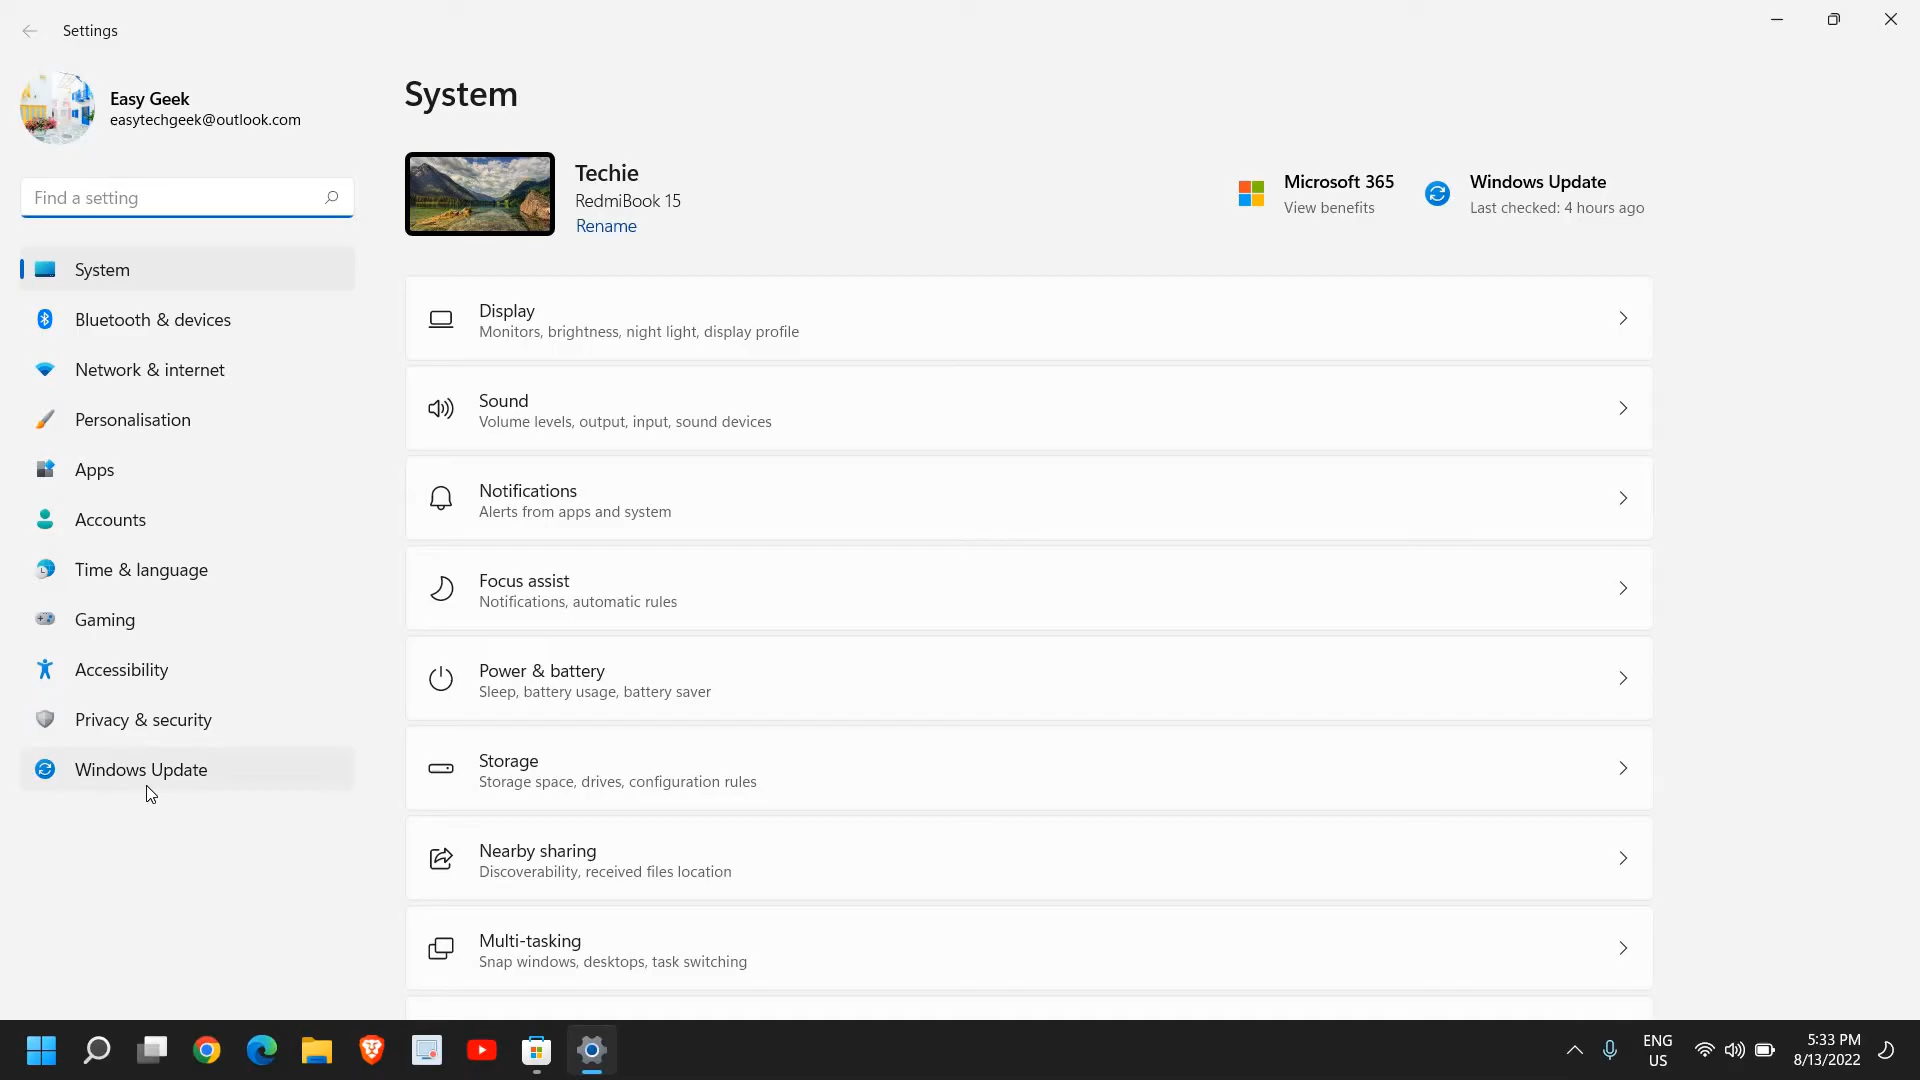 Settings
Easy Geek
easytechgeek@outlook.com
Find a setting
System
Bluetooth & devices
Network & internet
Personalisation
Apps
Accounts
Time & language
Gaming
Accessibility
Privacy & security
Windows Update
System
Techie
RedmiBook 15
Rename
Microsoft 365
View benefits
Windows Update
Last checked: 4 hours ago
Display
Monitors, brightness, night light, display profile
Sound
Volume levels, output, input, sound devices
Notifications
Alerts from apps and system
Focus assist
Notifications, automatic rules
Power & battery
Sleep, battery usage, battery saver
Storage
Storage space, drives, configuration rules
Nearby sharing
Discoverability, received files location
Multi-tasking
Snap windows, desktops, task switching
ENG
US
5:33 PM
8/13/2022